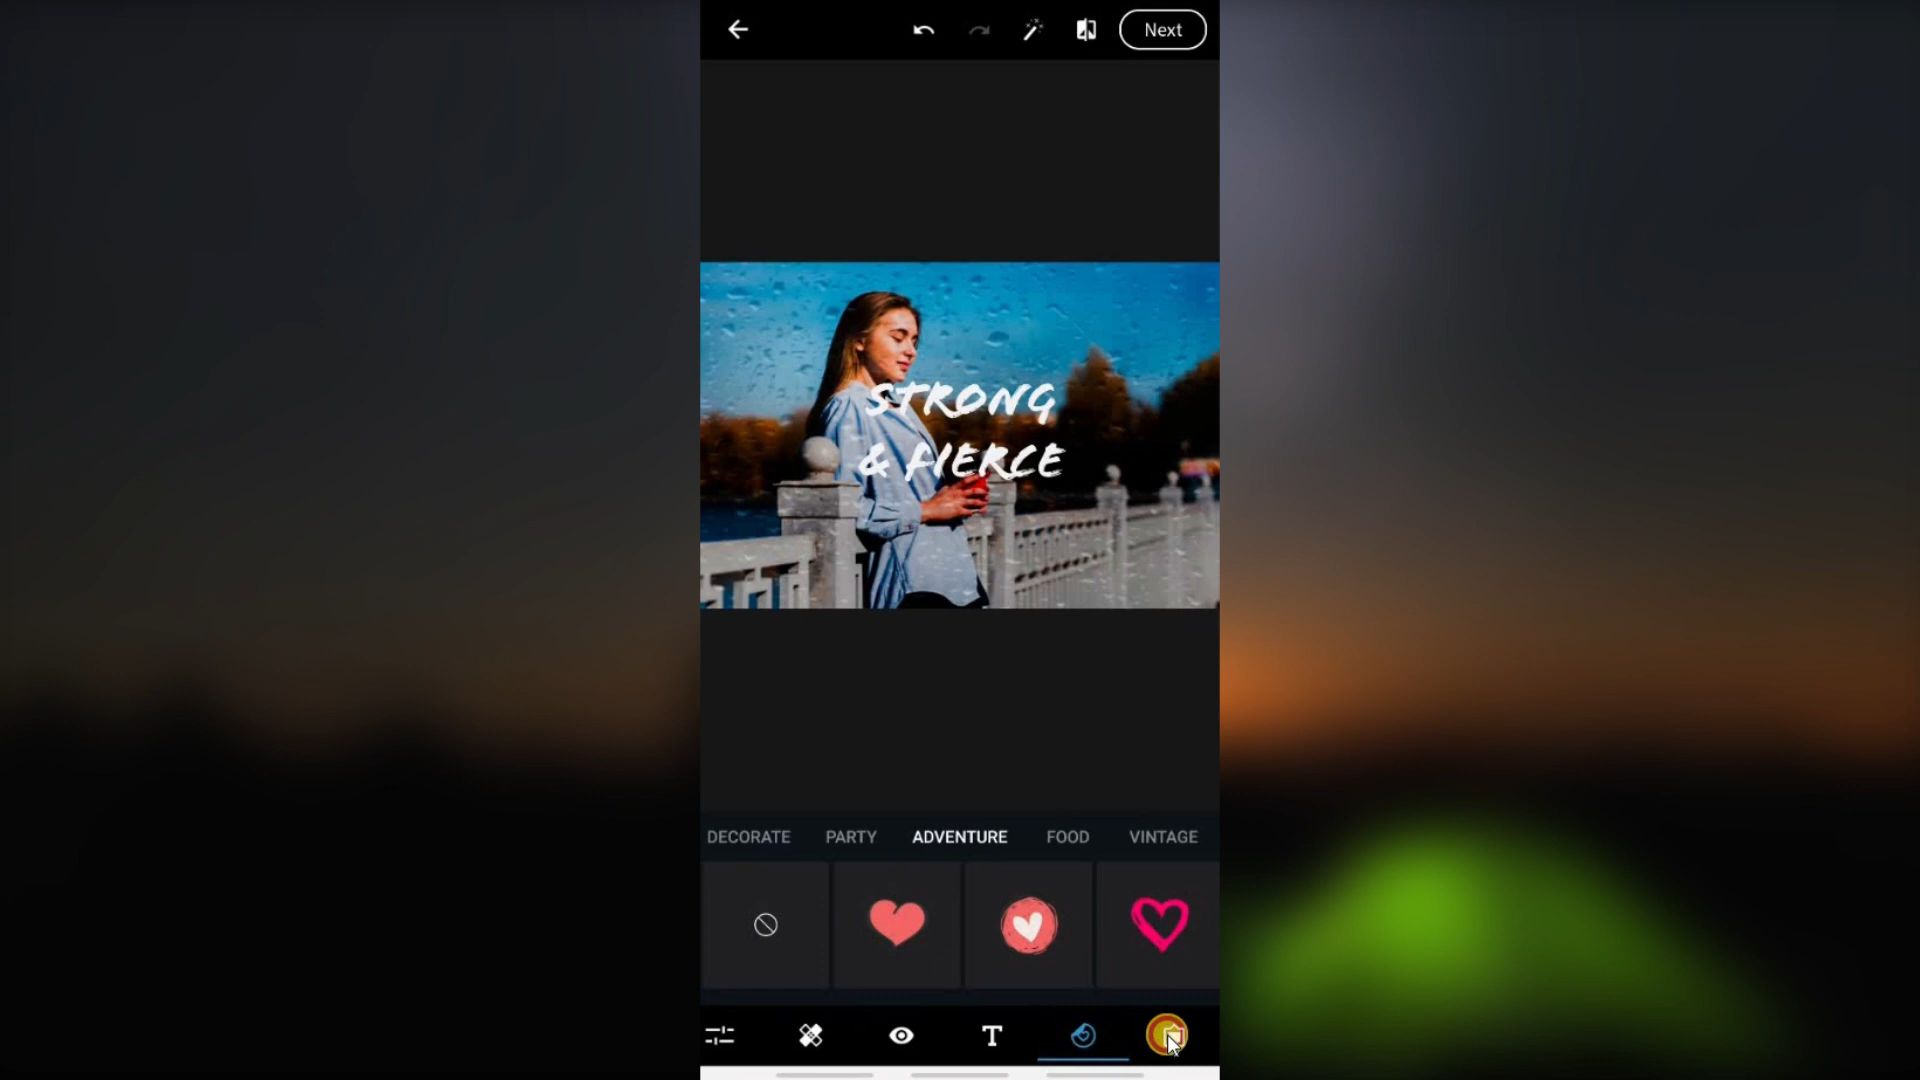 Next
STRONG
& FIERCE
DECORATE PARTY ADVENTURE FOOD VINTAGE
T